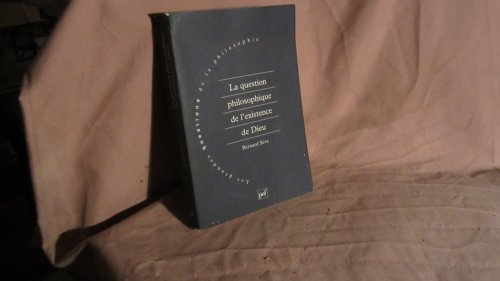 Les grandes Questions de la Philosophie
La question
philosophique
de l'existence
de Dieu
Bernard Sève
puf